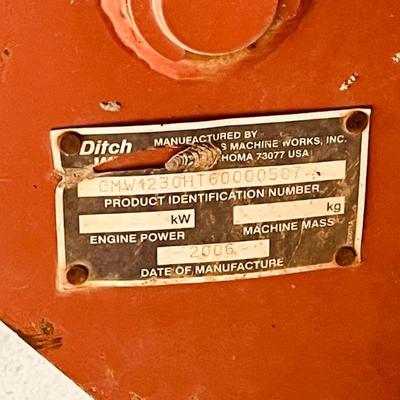 Ditch MANUFACTURED BY
S MACHINE WORKS, INC.
HOMA 73077 USA
CMW1230HT60000507
PRODUCT IDENTIFICATION NUMBER
kW kg
ENGINE POWER MACHINE MASS
-2006-
DATE OF MANUFACTURE